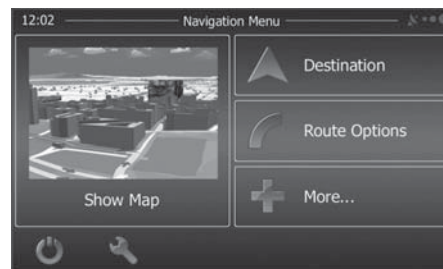 12:02 Navigation Menu
Destination
Route Options
Show Map
More...